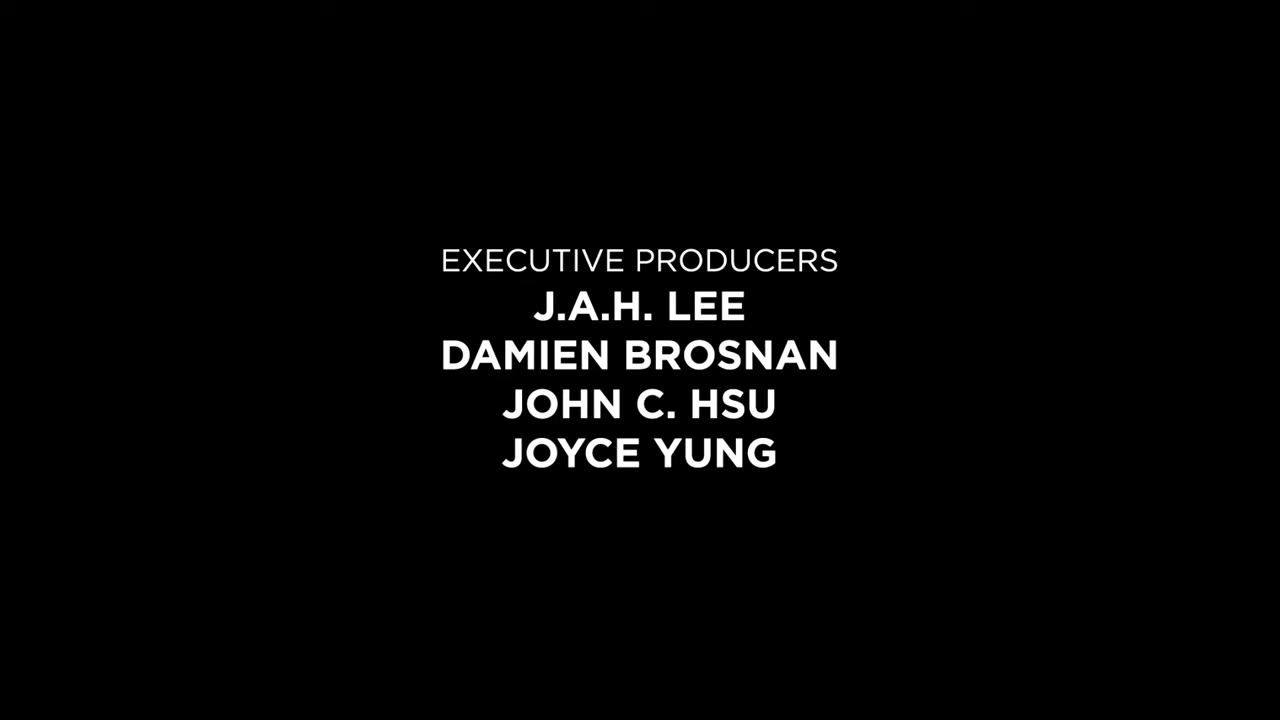 EXECUTIVE PRODUCERS
J.A.H. LEE
DAMIEN BROSNAN
JOHN C. HSU
JOYCE YUNG